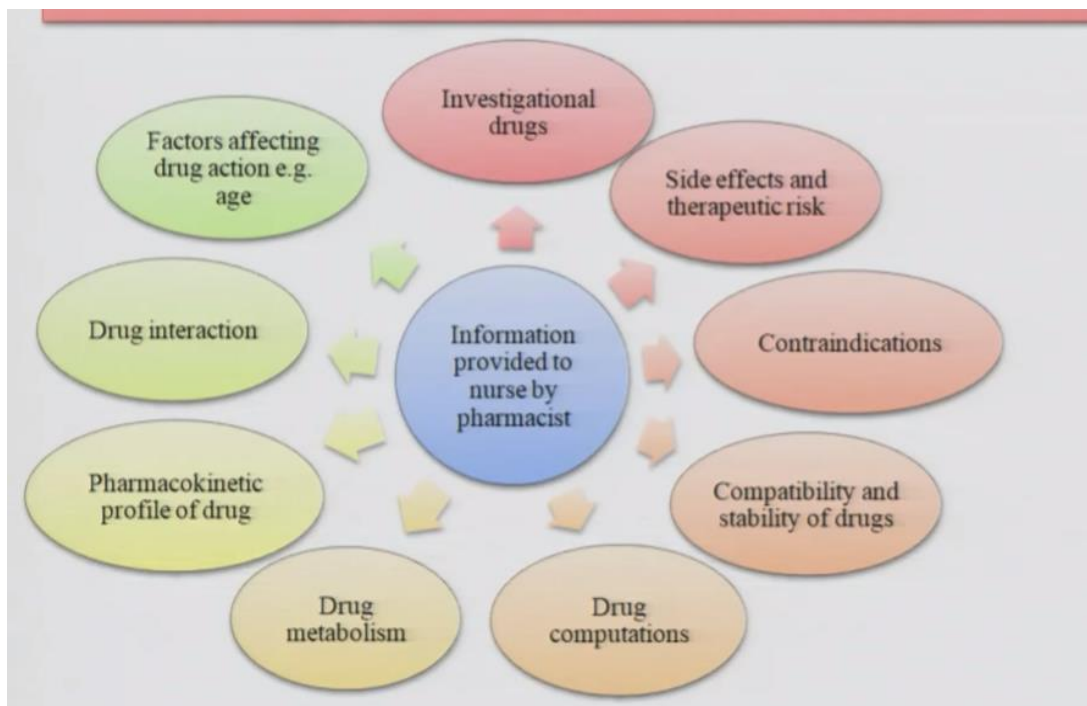 Investigational
drugs
Side effects and
therapeutic risk
Contraindications
Compatibility and
stability of drugs
Drug
computations
Drug
metabolism
Pharmacokinetic
profile of drug
Drug interaction
Factors affecting
drug action e.g.
age
Information
provided to
nurse by
pharmacist